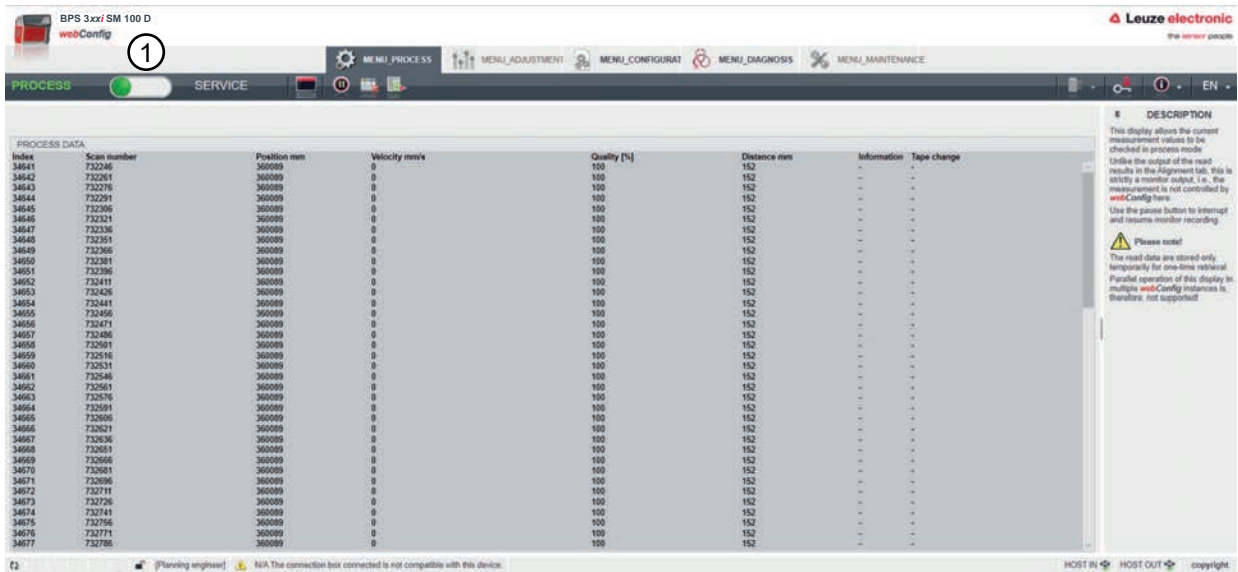 BPS 3xxi SM 100 D
webConfig
1
Leuze electronic
the sensor people
MENU_PROCESS MENU_ADJUSTMENT MENU_CONFIGURAT MENU_DIAGNOSIS MENU_MAINTENANCE
PROCESS SERVICE EN
PROCESS DATA
Index Scan number Position mm Velocity mm/s Quality [%] Distance mm Information Tape change
34641 732246 360089 0 100 152 - -
34642 732261 360089 0 100 152 - -
34643 732276 360089 0 100 152 - -
34644 732291 360089 0 100 152 - -
34645 732306 360089 0 100 152 - -
34646 732321 360089 0 100 152 - -
34647 732336 360089 0 100 152 - -
34648 732351 360089 0 100 152 - -
34649 732366 360089 0 100 152 - -
34650 732381 360089 0 100 152 - -
34651 732396 360089 0 100 152 - -
34652 732411 360089 0 100 152 - -
34653 732426 360089 0 100 152 - -
34654 732441 360089 0 100 152 - -
34655 732456 360089 0 100 152 - -
34656 732471 360089 0 100 152 - -
34657 732486 360089 0 100 152 - -
34658 732501 360089 0 100 152 - -
34659 732516 360089 0 100 152 - -
34660 732531 360089 0 100 152 - -
34661 732546 360089 0 100 152 - -
34662 732561 360089 0 100 152 - -
34663 732576 360089 0 100 152 - -
34664 732591 360089 0 100 152 - -
34665 732606 360089 0 100 152 - -
34666 732621 360089 0 100 152 - -
34667 732636 360089 0 100 152 - -
34668 732651 360089 0 100 152 - -
34669 732666 360089 0 100 152 - -
34670 732681 360089 0 100 152 - -
34671 732696 360089 0 100 152 - -
34672 732711 360089 0 100 152 - -
34673 732726 360089 0 100 152 - -
34674 732741 360089 0 100 152 - -
34675 732756 360089 0 100 152 - -
34676 732771 360089 0 100 152 - -
34677 732786 360089 0 100 152 - -
DESCRIPTION
This display allows the current
measurement values to be
checked in process mode
Unlike the output of the read
results in the Alignment tab, this is
strictly a monitor output, i.e., the
measurement is not controlled by
webConfig here.
Use the pause button to interrupt
and resume monitor recording.
Please note!
The read data are stored only
temporarily for one-time retrieval
Parallel operation of this display in
multiple webConfig instances is,
therefore, not supported!
[Planning engineer] N/A The connection box connected is not compatible with this device. HOST IN HOST OUT copyright